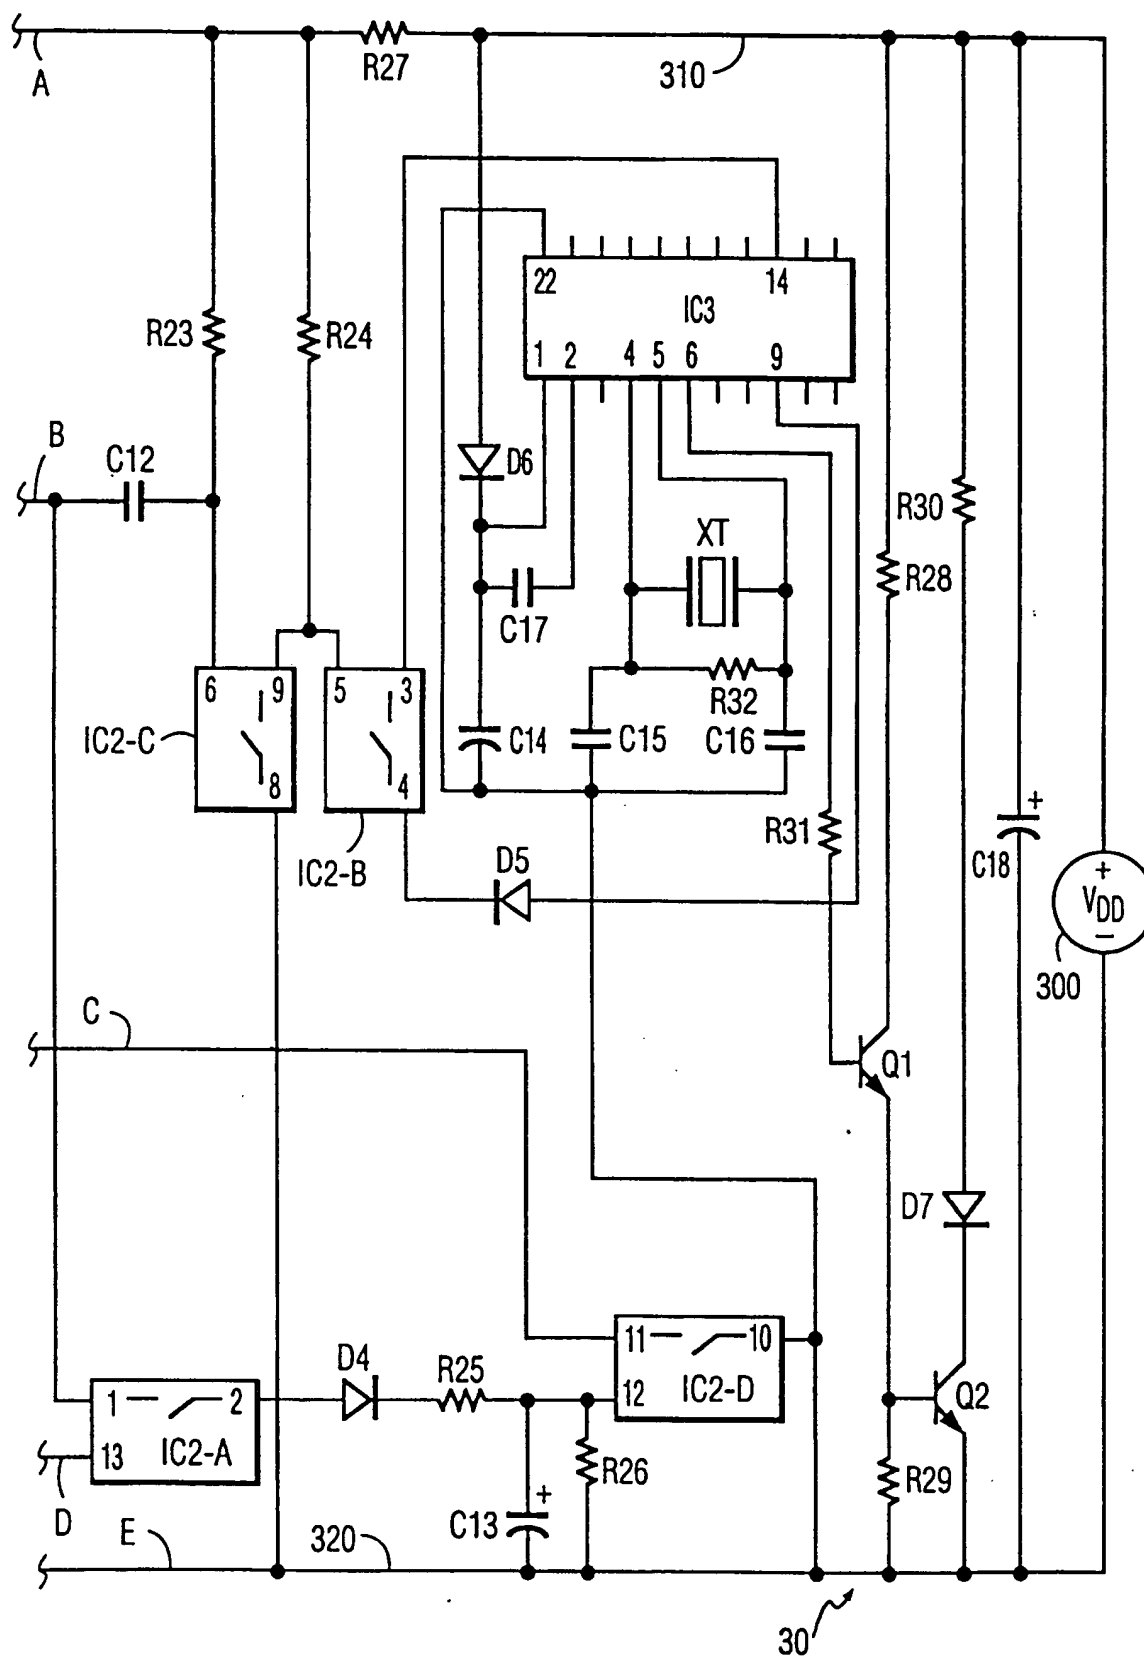 A
R27
310
22
14
IC3
1
2
4
5
6
9
R23
R24
B
C12
D6
XT
R30
R28
C17
6
9
5
3
R32
IC2-C
C14
C15
C16
8
4
R31
+
IC2-B
D5
C18
+
VDD
–
300
C
Q1
D7
11
10
D4
R25
12
IC2-D
1
2
Q2
13
IC2-A
R26
R29
D
+
C13
E
320
30